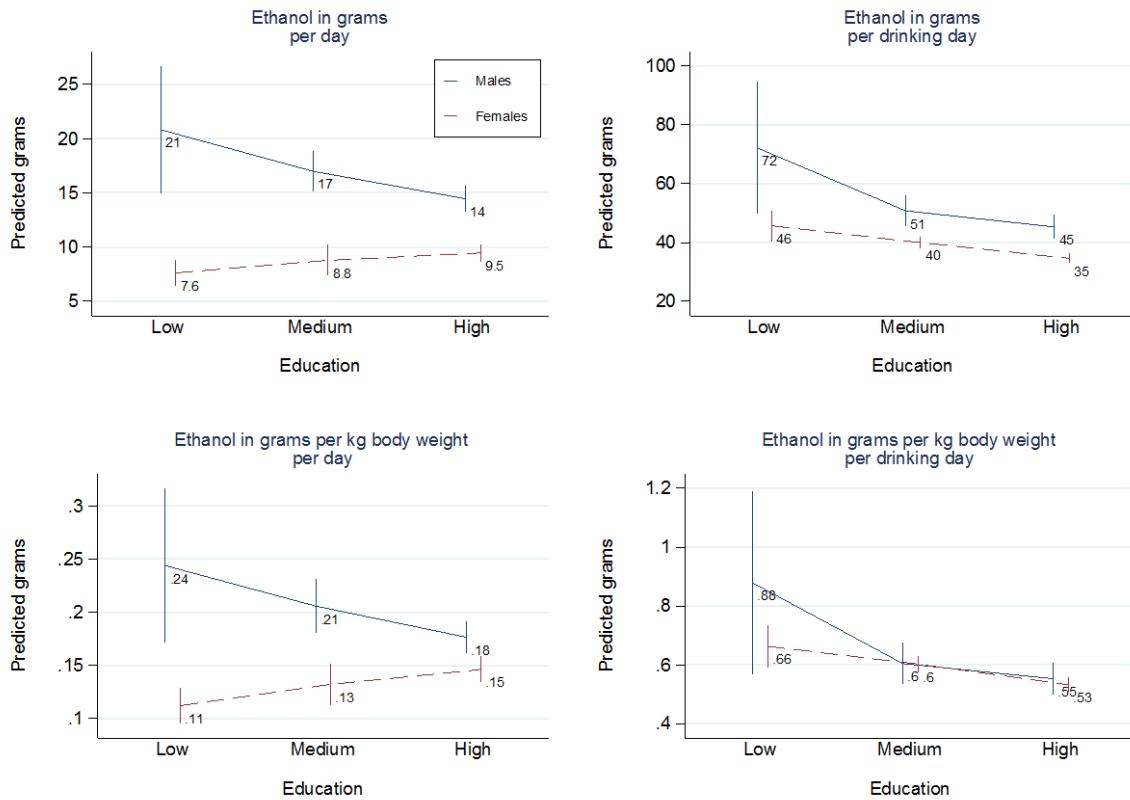 Ethanol in grams
per day
25
20
15
10
5
Predicted grams
Males
Females
21
17
14
7.6
8.8
9.5
Low Medium High
Education
Ethanol in grams
per drinking day
100
80
60
40
20
Predicted grams
72
51
45
46
40
35
Low Medium High
Education
Ethanol in grams per kg body weight
per day
.3
.25
.2
.15
.1
Predicted grams
.24
.21
.18
.11
.13
.15
Low Medium High
Education
Ethanol in grams per kg body weight
per drinking day
1.2
1
.8
.6
.4
Predicted grams
.88
.6
.55
.66
.6
.53
Low Medium High
Education